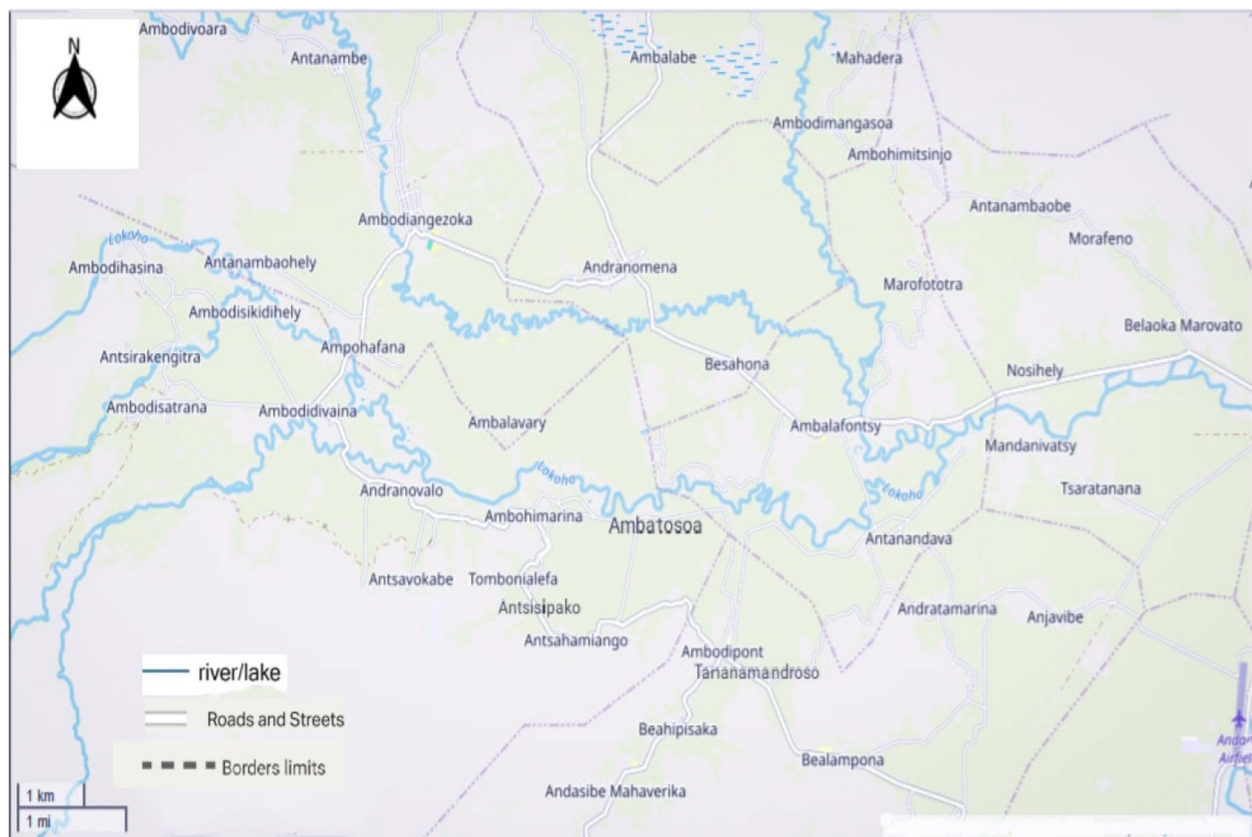 N
Ambodivoara
Antanambe
Ambalabe
Mahadera
Ambodimangasoa
Ambohimitsinjo
Antanambaobe
Morafeno
Ambodiangezoka
Lokoho
Ambodihasina
Antanambaohely
Andranomena
Marofototra
Ambodisikidihely
Belaoka Marovato
Antsirakengitra
Ampohafana
Besahona
Nosihely
Ambodisatrana
Ambodidivaina
Ambalavary
Ambalafontsy
Mandanivatsy
Lokoho
Andranovalo
Lokoho
Tsaratanana
Ambohimarina
Ambatosoa
Antanandava
Antsavokabe
Tombonialefa
Antsisipako
Andratamarina
Anjavibe
Antsahamiango
Ambodipont
Tananamandroso
river/lake
Roads and Streets
Beahipisaka
Borders limits
Bealampona
Andasibe Mahaverika
1 km
1 mi